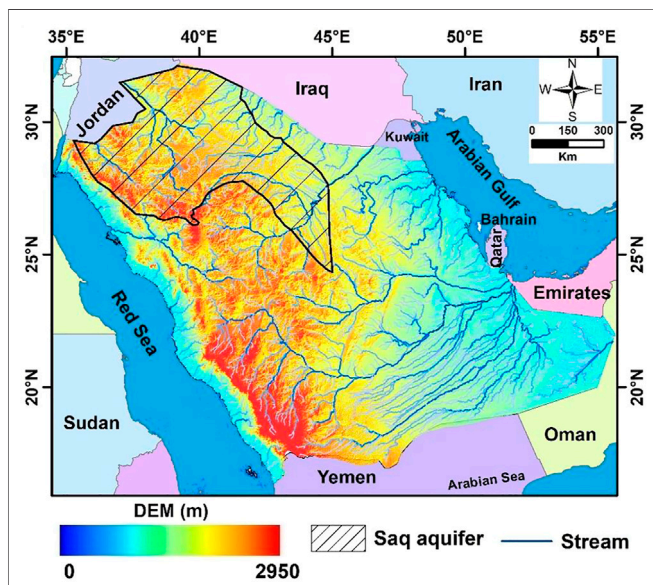 35°E 40°E 45°E 50°E 55°E
N
W E
S
0 150 300
Km
30°N 30°N
25°N 25°N
20°N 20°N
Jordan
Iraq
Iran
Kuwait
Arabian Gulf
Bahrain
Qatar
Emirates
Red Sea
Sudan
Oman
Yemen
Arabian Sea
DEM (m)
0 2950
Saq aquifer
Stream